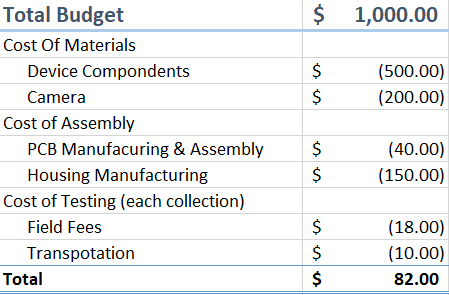 Total Budget $ 1,000.00
Cost Of Materials
Device Compondents $ (500.00)
Camera $ (200.00)
Cost of Assembly
PCB Manufacuring & Assembly $ (40.00)
Housing Manufacturing $ (150.00)
Cost of Testing (each collection)
Field Fees $ (18.00)
Transpotation $ (10.00)
Total $ 82.00